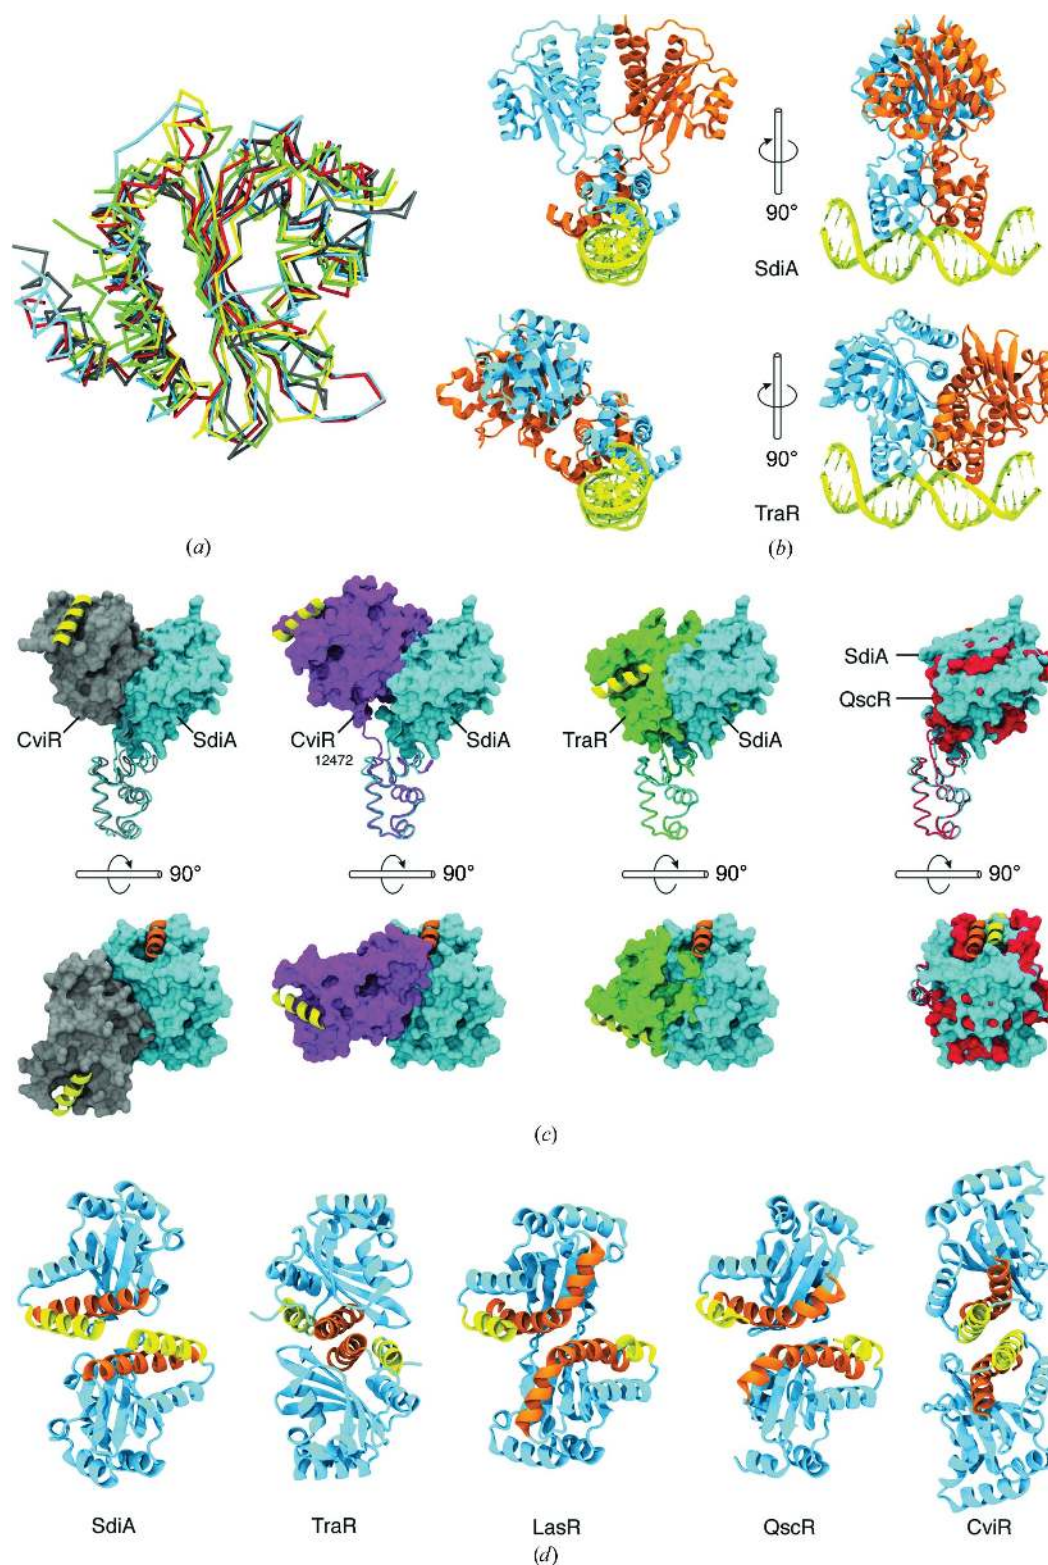 90°
SdiA
90°
TraR
(a)
(b)
CviR
SdiA
CviR
12472
SdiA
TraR
SdiA
SdiA
QscR
90°
90°
90°
90°
(c)
SdiA
TraR
LasR
QscR
CviR
(d)